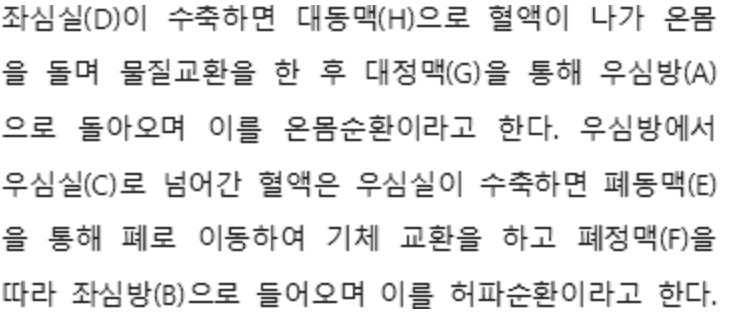 좌심실(D)이 수축하면 대동맥(H)으로 혈액이 나가 온몸
을 돌며 물질교환을 한 후 대정맥(G)을 통해 우심방(A)
으로 돌아오며 이를 온몸순환이라고 한다. 우심방에서
우심실(C)로 넘어간 혈액은 우심실이 수축하면 폐동맥(E)
을 통해 폐로 이동하여 기체 교환을 하고 폐정맥(F)을
따라 좌심방(B)으로 들어오며 이를 허파순환이라고 한다.